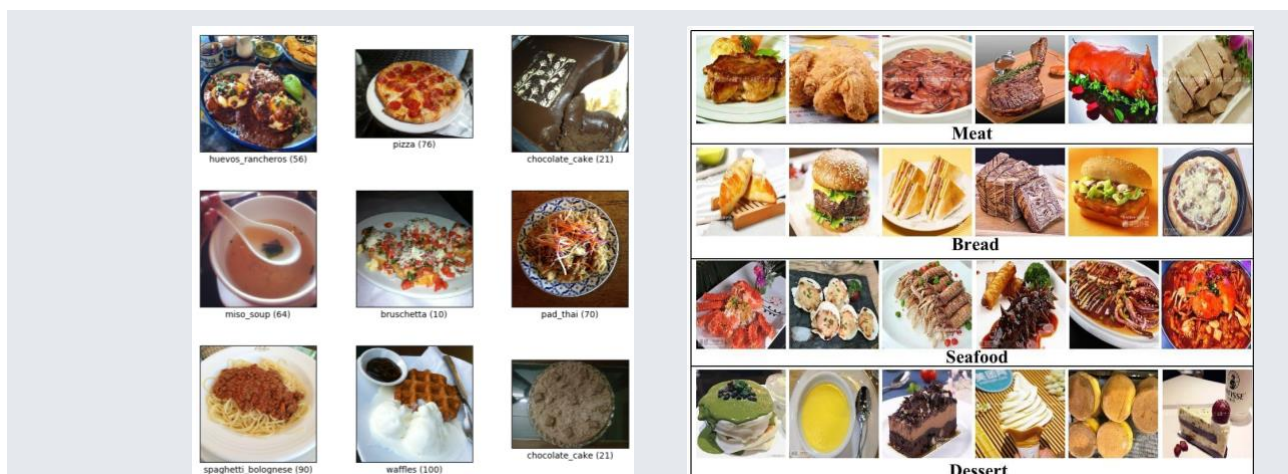 huevos_rancheros (56)
pizza (76)
chocolate_cake (21)
miso_soup (64)
bruschetta (10)
pad_thai (70)
spaghetti_bolognese (90)
waffles (100)
chocolate_cake (21)
Meat
Bread
Seafood
Dessert